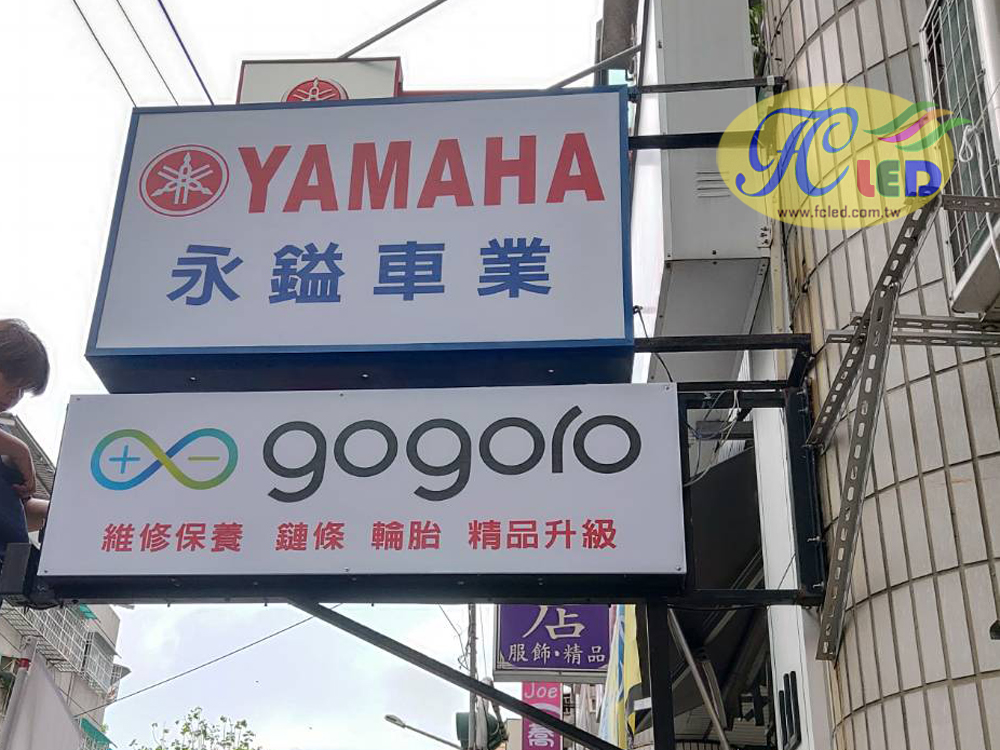 YAMAHA
永鎰車業
FC LED
www.fcled.com.tw
gogoro
維修保養 鏈條 輪胎 精品升級
店
服飾·精品
Joe
喬